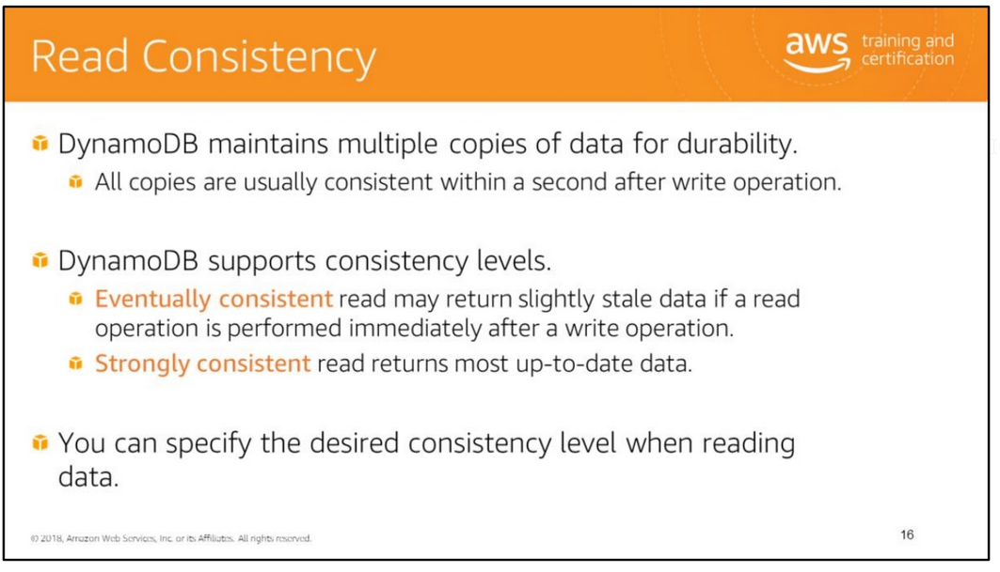 Read Consistency
aws training and
certification
DynamoDB maintains multiple copies of data for durability.
All copies are usually consistent within a second after write operation.
DynamoDB supports consistency levels.
Eventually consistent read may return slightly stale data if a read
operation is performed immediately after a write operation.
Strongly consistent read returns most up-to-date data.
You can specify the desired consistency level when reading
data.
© 2018, Amazon Web Services, Inc. or its Affiliates. All rights reserved.
16